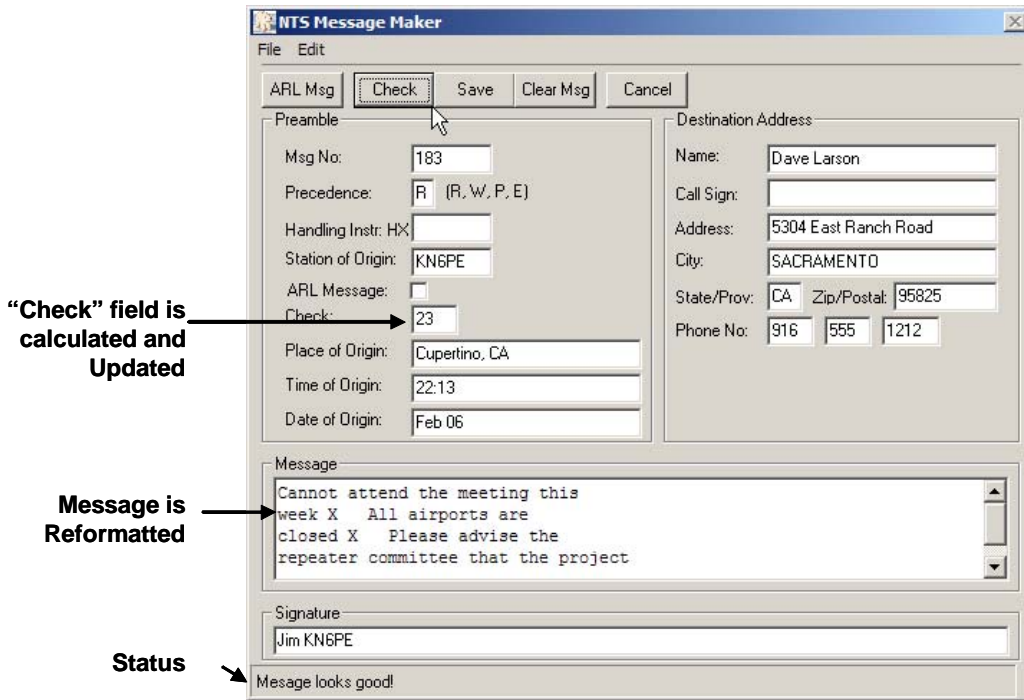 NTS Message Maker
File Edit
ARL Msg Check Save Clear Msg Cancel
Preamble
Msg No: 183
Precedence: R (R, W, P, E)
Handling Instr: HX
Station of Origin: KN6PE
ARL Message:
Check: 23
Place of Origin: Cupertino, CA
Time of Origin: 22:13
Date of Origin: Feb 06
Destination Address
Name: Dave Larson
Call Sign:
Address: 5304 East Ranch Road
City: SACRAMENTO
State/Prov: CA Zip/Postal: 95825
Phone No: 916 555 1212
“Check” field is
calculated and
Updated
Message
Cannot attend the meeting this
week X   All airports are
closed X   Please advise the
repeater committee that the project
Message is
Reformatted
Signature
Jim KN6PE
Status
Mesage looks good!